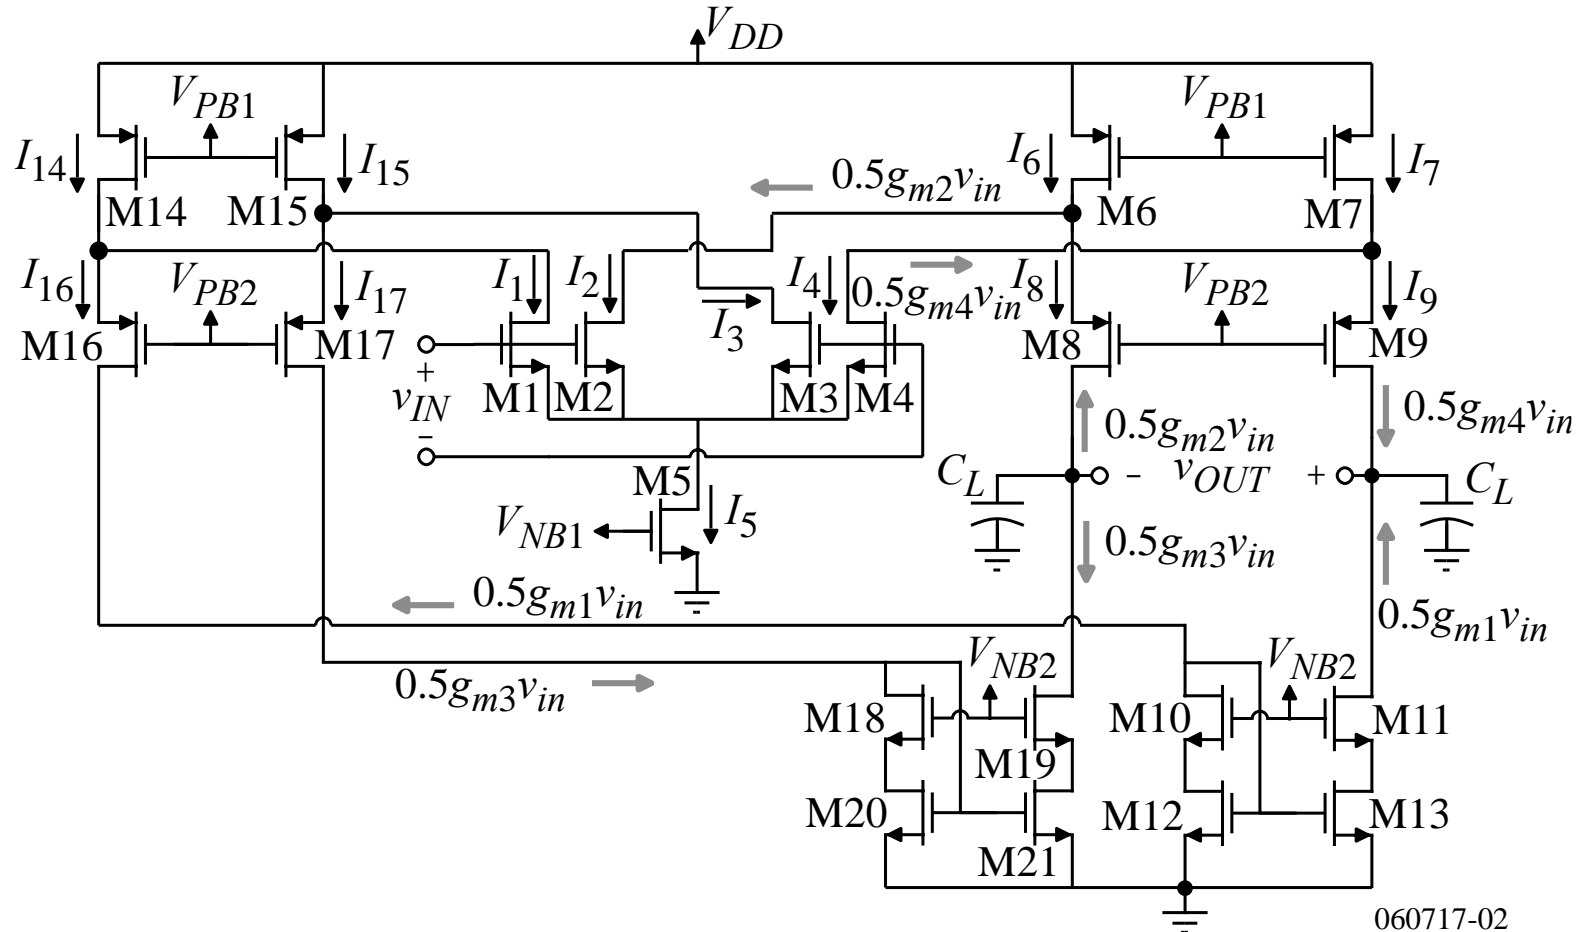 V_DD
V_PB1
V_PB1
I_14
I_15
I_6
I_7
0.5g_m2v_in
M14
M15
M6
M7
I_16
V_PB2
I_17
I_1
I_2
I_4
0.5g_m4v_in
I_8
V_PB2
I_9
I_3
M16
M17
M8
M9
+
v_IN
–
M1
M2
M3
M4
0.5g_m2v_in
0.5g_m4v_in
M5
C_L
– v_OUT +
C_L
V_NB1
I_5
0.5g_m3v_in
0.5g_m1v_in
0.5g_m1v_in
0.5g_m3v_in
V_NB2
V_NB2
M18
M19
M10
M11
M20
M21
M12
M13
060717-02